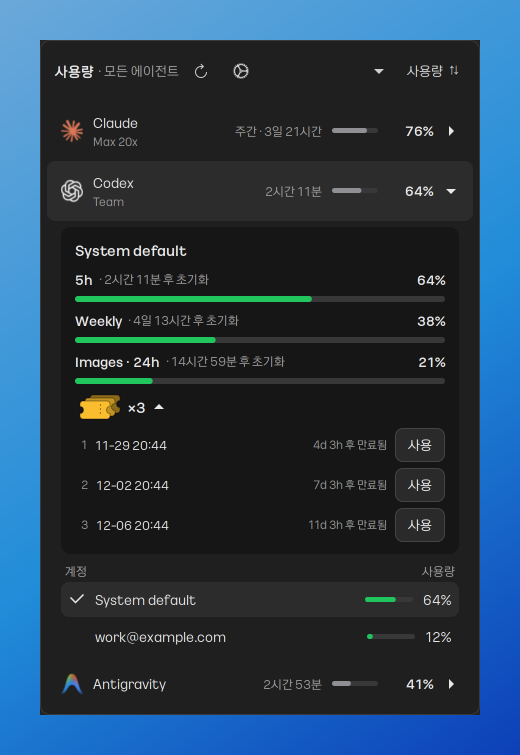 사용량 · 모든 에이전트 사용량
Claude 주간 · 3일 21시간 76%
Max 20x
Codex 2시간 11분 64%
Team
System default
5h · 2시간 11분 후 초기화 64%
Weekly · 4일 13시간 후 초기화 38%
Images · 24h · 14시간 59분 후 초기화 21%
×3
1 11-29 20:44 4d 3h 후 만료됨 사용
2 12-02 20:44 7d 3h 후 만료됨 사용
3 12-06 20:44 11d 3h 후 만료됨 사용
계정 사용량
System default 64%
work@example.com 12%
Antigravity 2시간 53분 41%